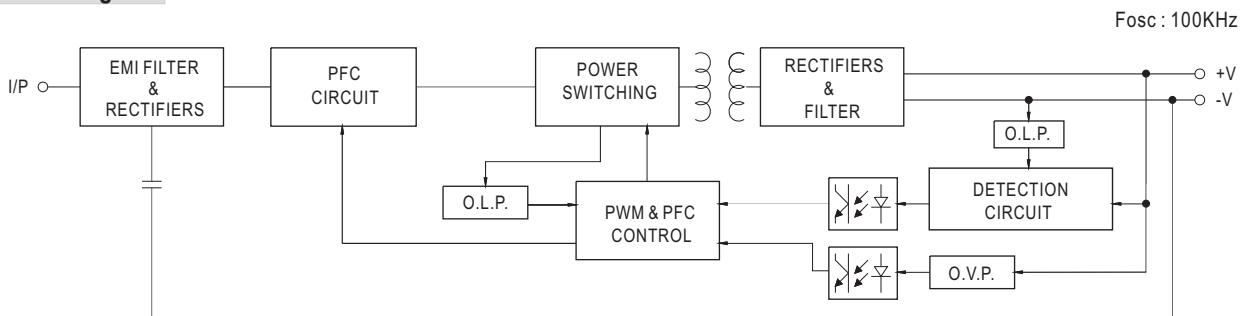 Fosc : 100KHz
I/P
EMI FILTER
&
RECTIFIERS
PFC
CIRCUIT
POWER
SWITCHING
RECTIFIERS
&
FILTER
+V
-V
O.L.P.
O.L.P.
PWM & PFC
CONTROL
DETECTION
CIRCUIT
O.V.P.